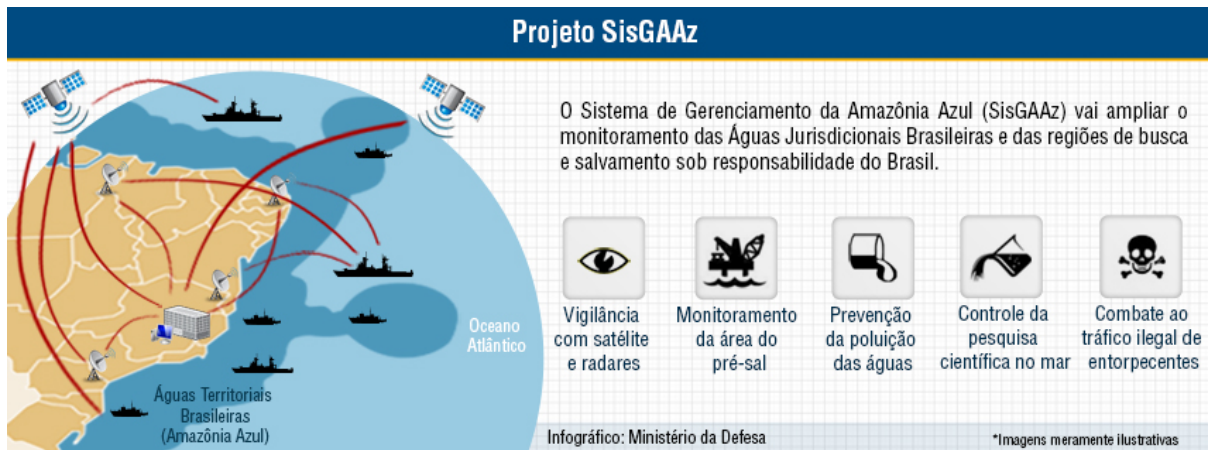 Projeto SisGAAz
O Sistema de Gerenciamento da Amazônia Azul (SisGAAz) vai ampliar o
monitoramento das Águas Jurisdicionais Brasileiras e das regiões de busca
e salvamento sob responsabilidade do Brasil.
Vigilância
com satélite
e radares
Monitoramento
da área do
pré-sal
Prevenção
da poluição
das águas
Controle da
pesquisa
científica no mar
Combate ao
tráfico ilegal de
entorpecentes
Oceano
Atlântico
Águas Territoriais
Brasileiras
(Amazônia Azul)
Infográfico: Ministério da Defesa
*Imagens meramente ilustrativas